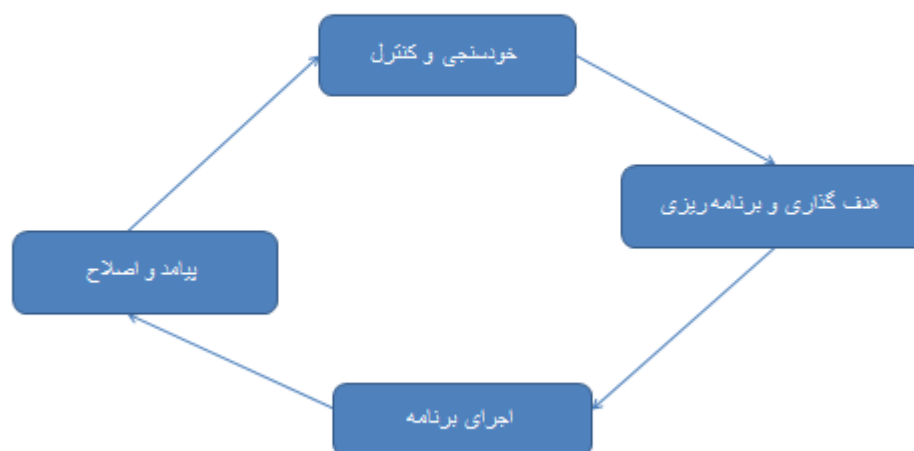 خودسنجی و کنترل
هدف گذاری و برنامه‌ریزی
پیامد و اصلاح
اجرای برنامه